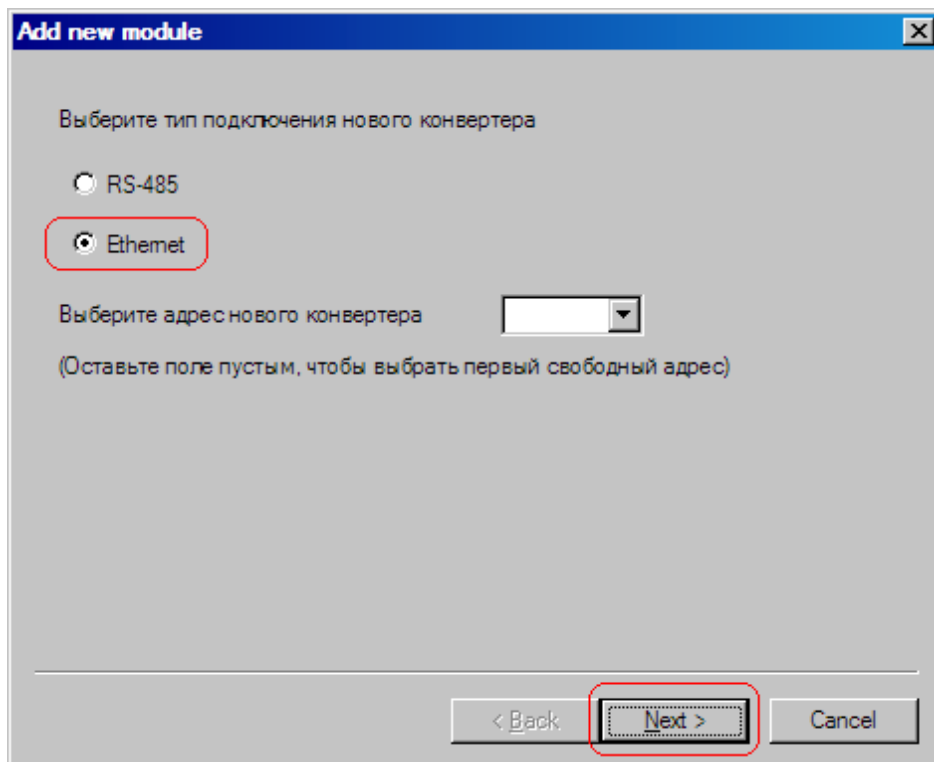 Add new module
Выберите тип подключения нового конвертера
RS-485
Ethernet
Выберите адрес нового конвертера
(Оставьте поле пустым, чтобы выбрать первый свободный адрес)
< Back Next > Cancel